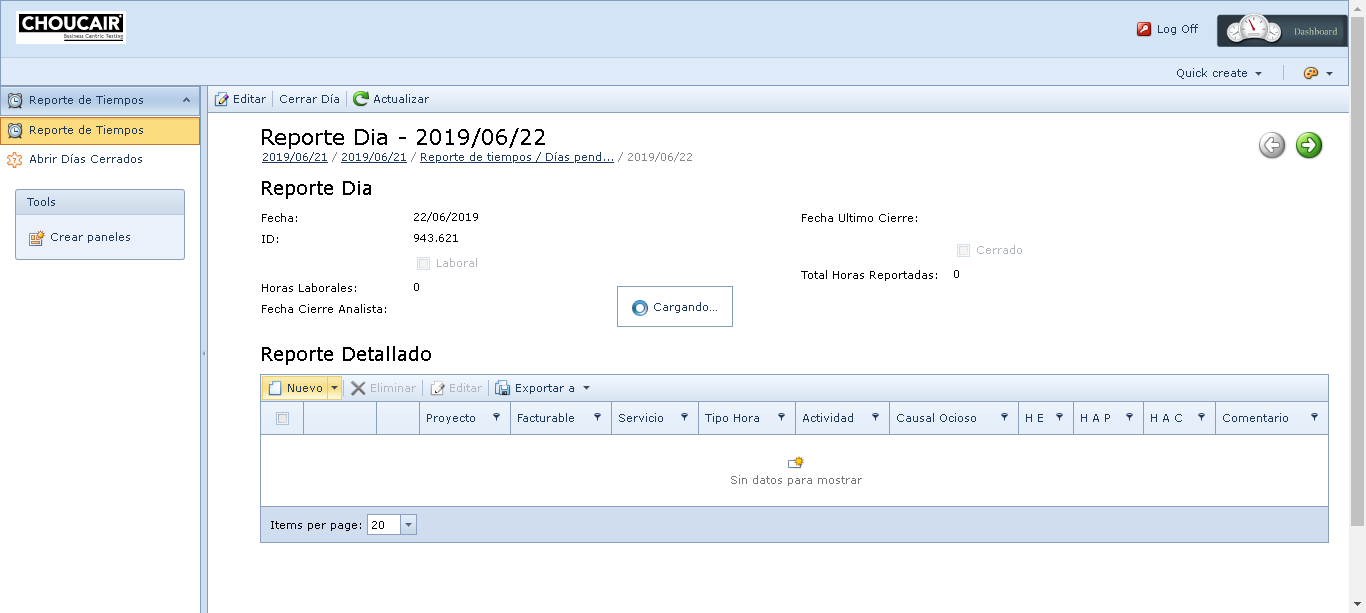 CHOUCAIR
Business Centric Testing
Log Off
Dashboard
Quick create
Reporte de Tiempos
Reporte de Tiempos
Abrir Días Cerrados
Tools
Crear paneles
Editar Cerrar Día Actualizar
Reporte Dia - 2019/06/22
2019/06/21 / 2019/06/21 / Reporte de tiempos / Días pend... / 2019/06/22
Reporte Dia
Fecha: 22/06/2019 Fecha Ultimo Cierre:
ID: 943.621
Cerrado
Laboral
Total Horas Reportadas: 0
Horas Laborales: 0
Fecha Cierre Analista:
Cargando...
Reporte Detallado
Nuevo Eliminar Editar Exportar a
Proyecto Facturable Servicio Tipo Hora Actividad Causal Ocioso H E H A P H A C Comentario
Sin datos para mostrar
Items per page: 20